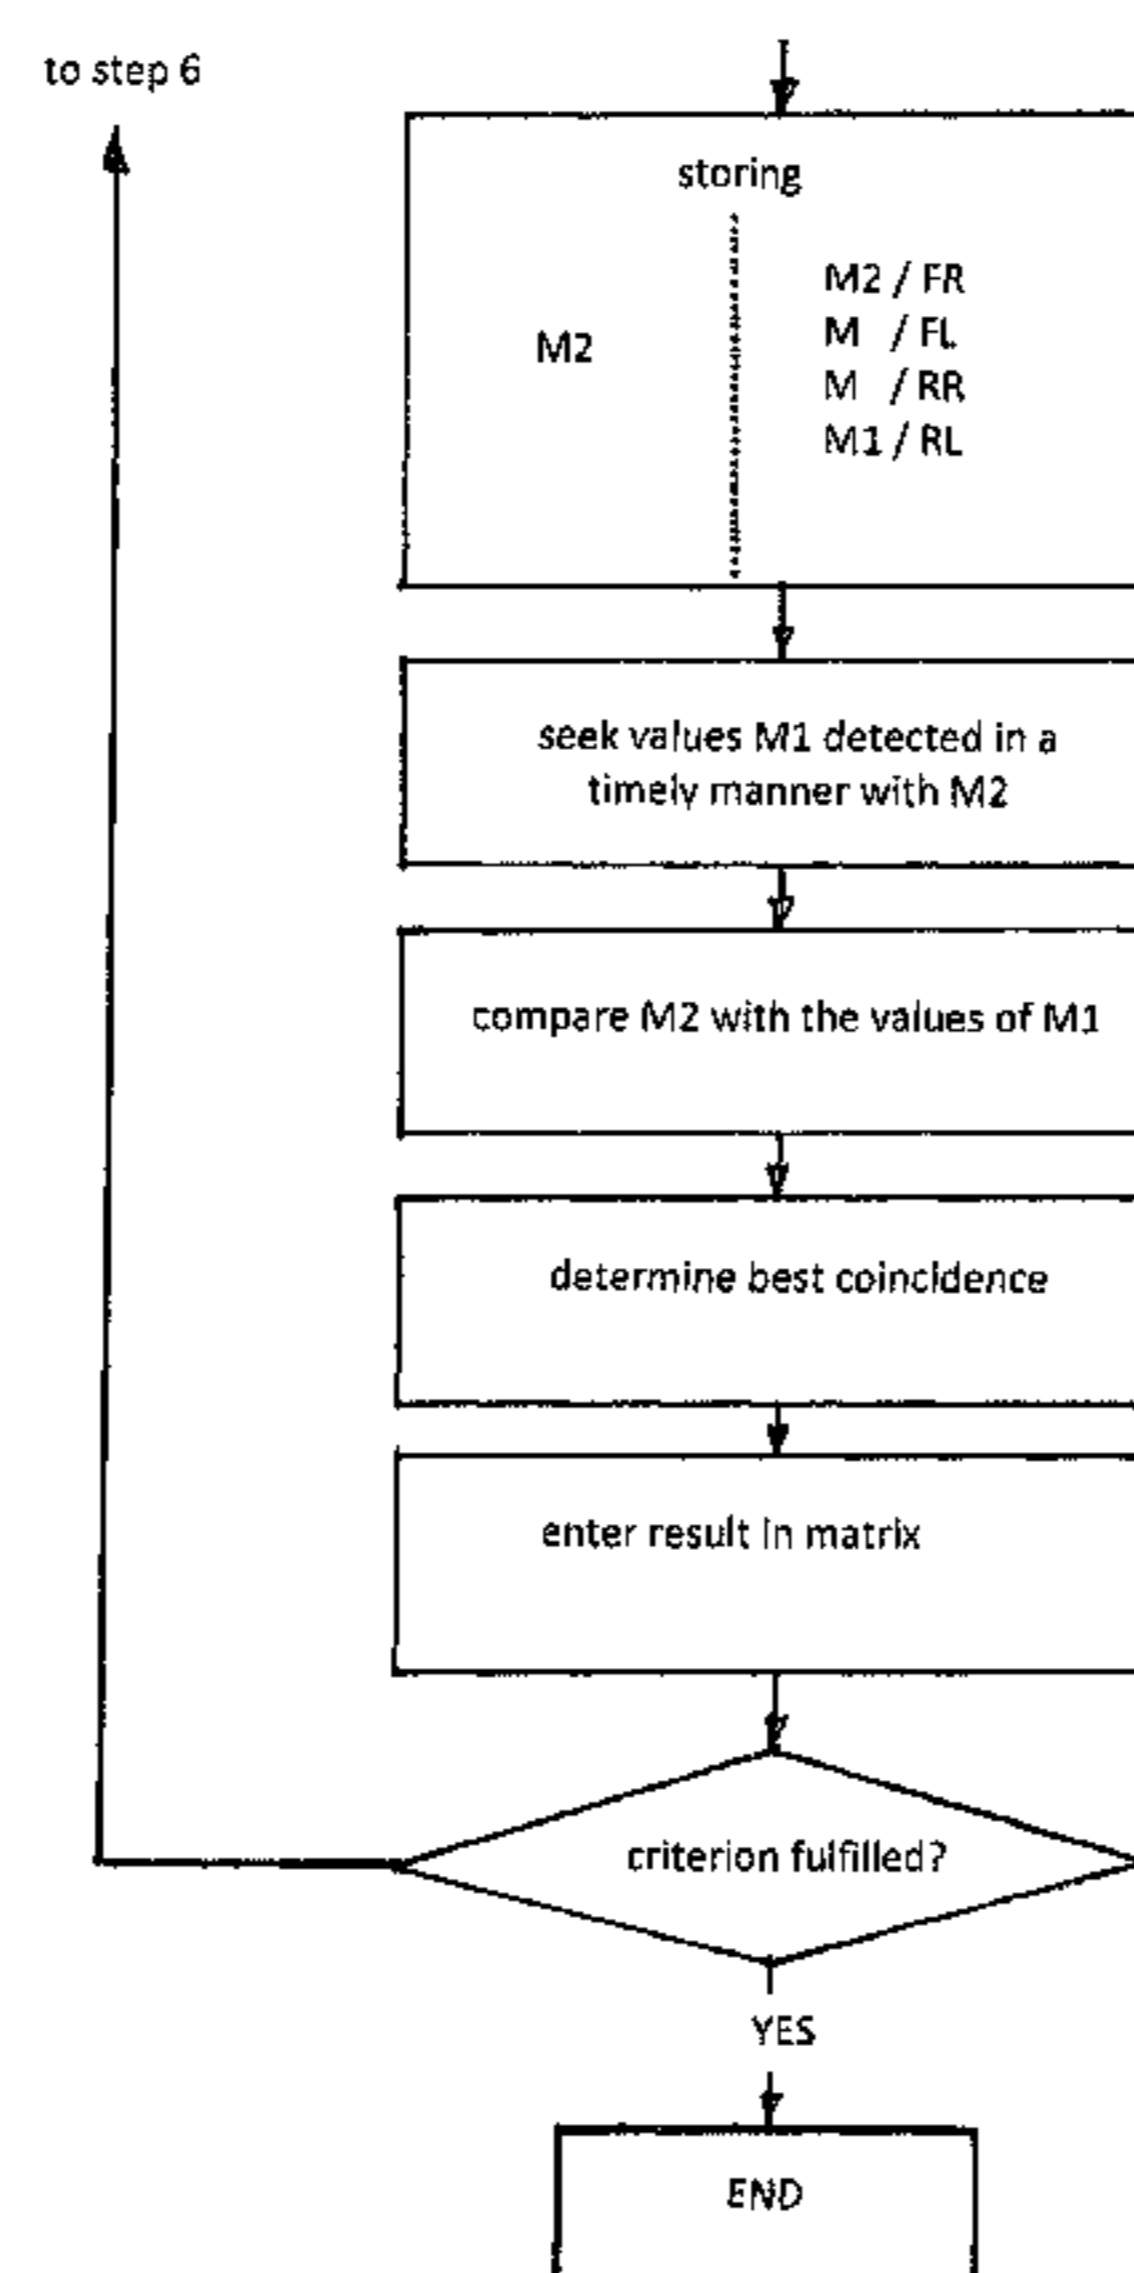 to step 6
storing
M2
M2 / FR
M / FL
M / RR
M1 / RL
seek values M1 detected in a
timely manner with M2
compare M2 with the values of M1
determine best coincidence
enter result in matrix
criterion fulfilled?
YES
END